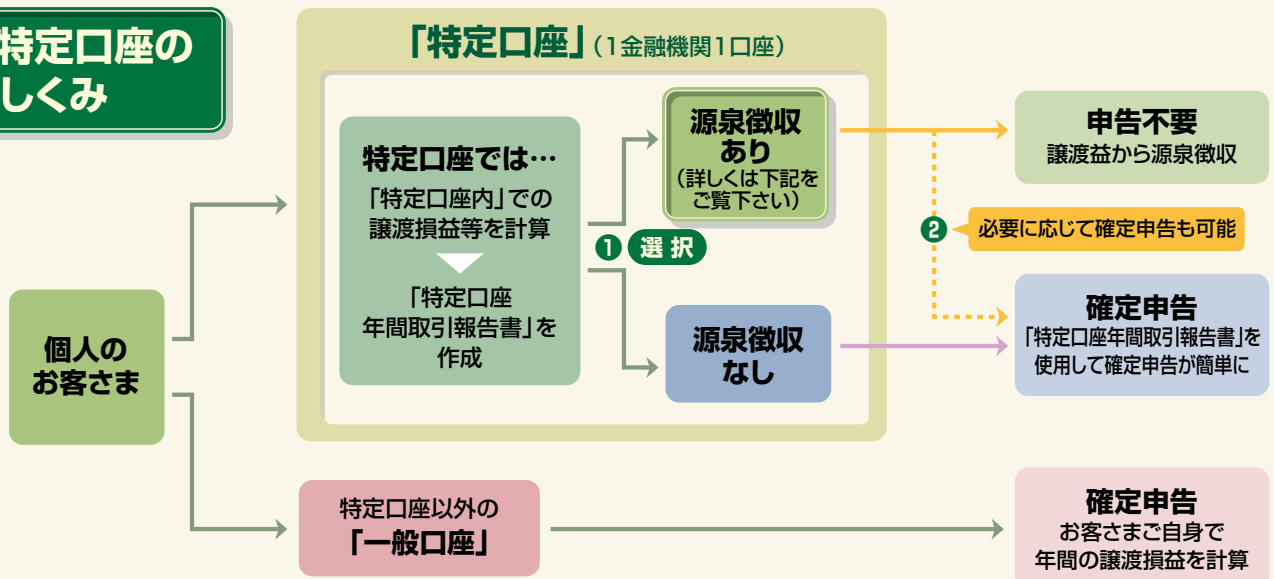 特定口座の
しくみ
「特定口座」(1金融機関1口座)
特定口座では…
「特定口座内」での
譲渡損益等を計算
「特定口座
年間取引報告書」を
作成
❶ 選択
源泉徴収
あり
(詳しくは下記を
ご覧下さい)
源泉徴収
なし
申告不要
譲渡益から源泉徴収
❷ 必要に応じて確定申告も可能
確定申告
「特定口座年間取引報告書」を
使用して確定申告が簡単に
個人の
お客さま
特定口座以外の
「一般口座」
確定申告
お客さまご自身で
年間の譲渡損益を計算